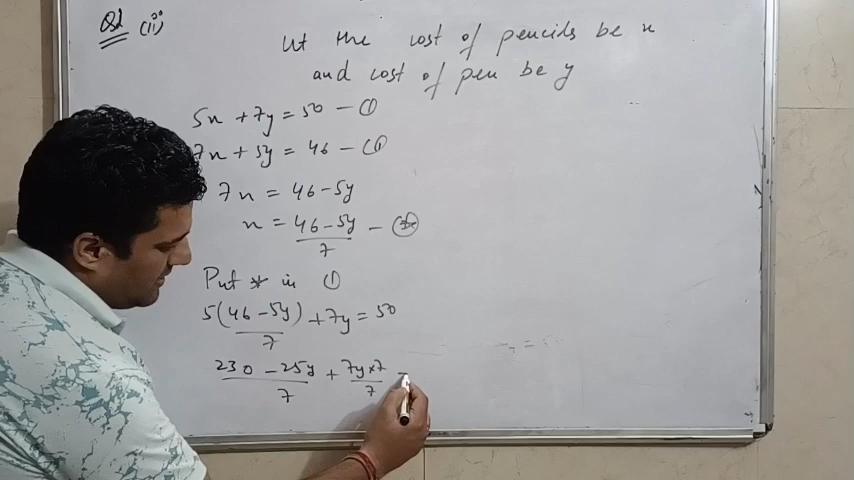 Q1 (ii)
Let the cost of pencils be x
and cost of pen be y
5x + 7y = 50 — ①
7x + 5y = 46 — ①
7x = 46 - 5y
x = 46 - 5y / 7 — ⊛
Put * in ①
5(46 - 5y / 7) + 7y = 50
230 - 25y / 7 + 7y × 7 / 7 =